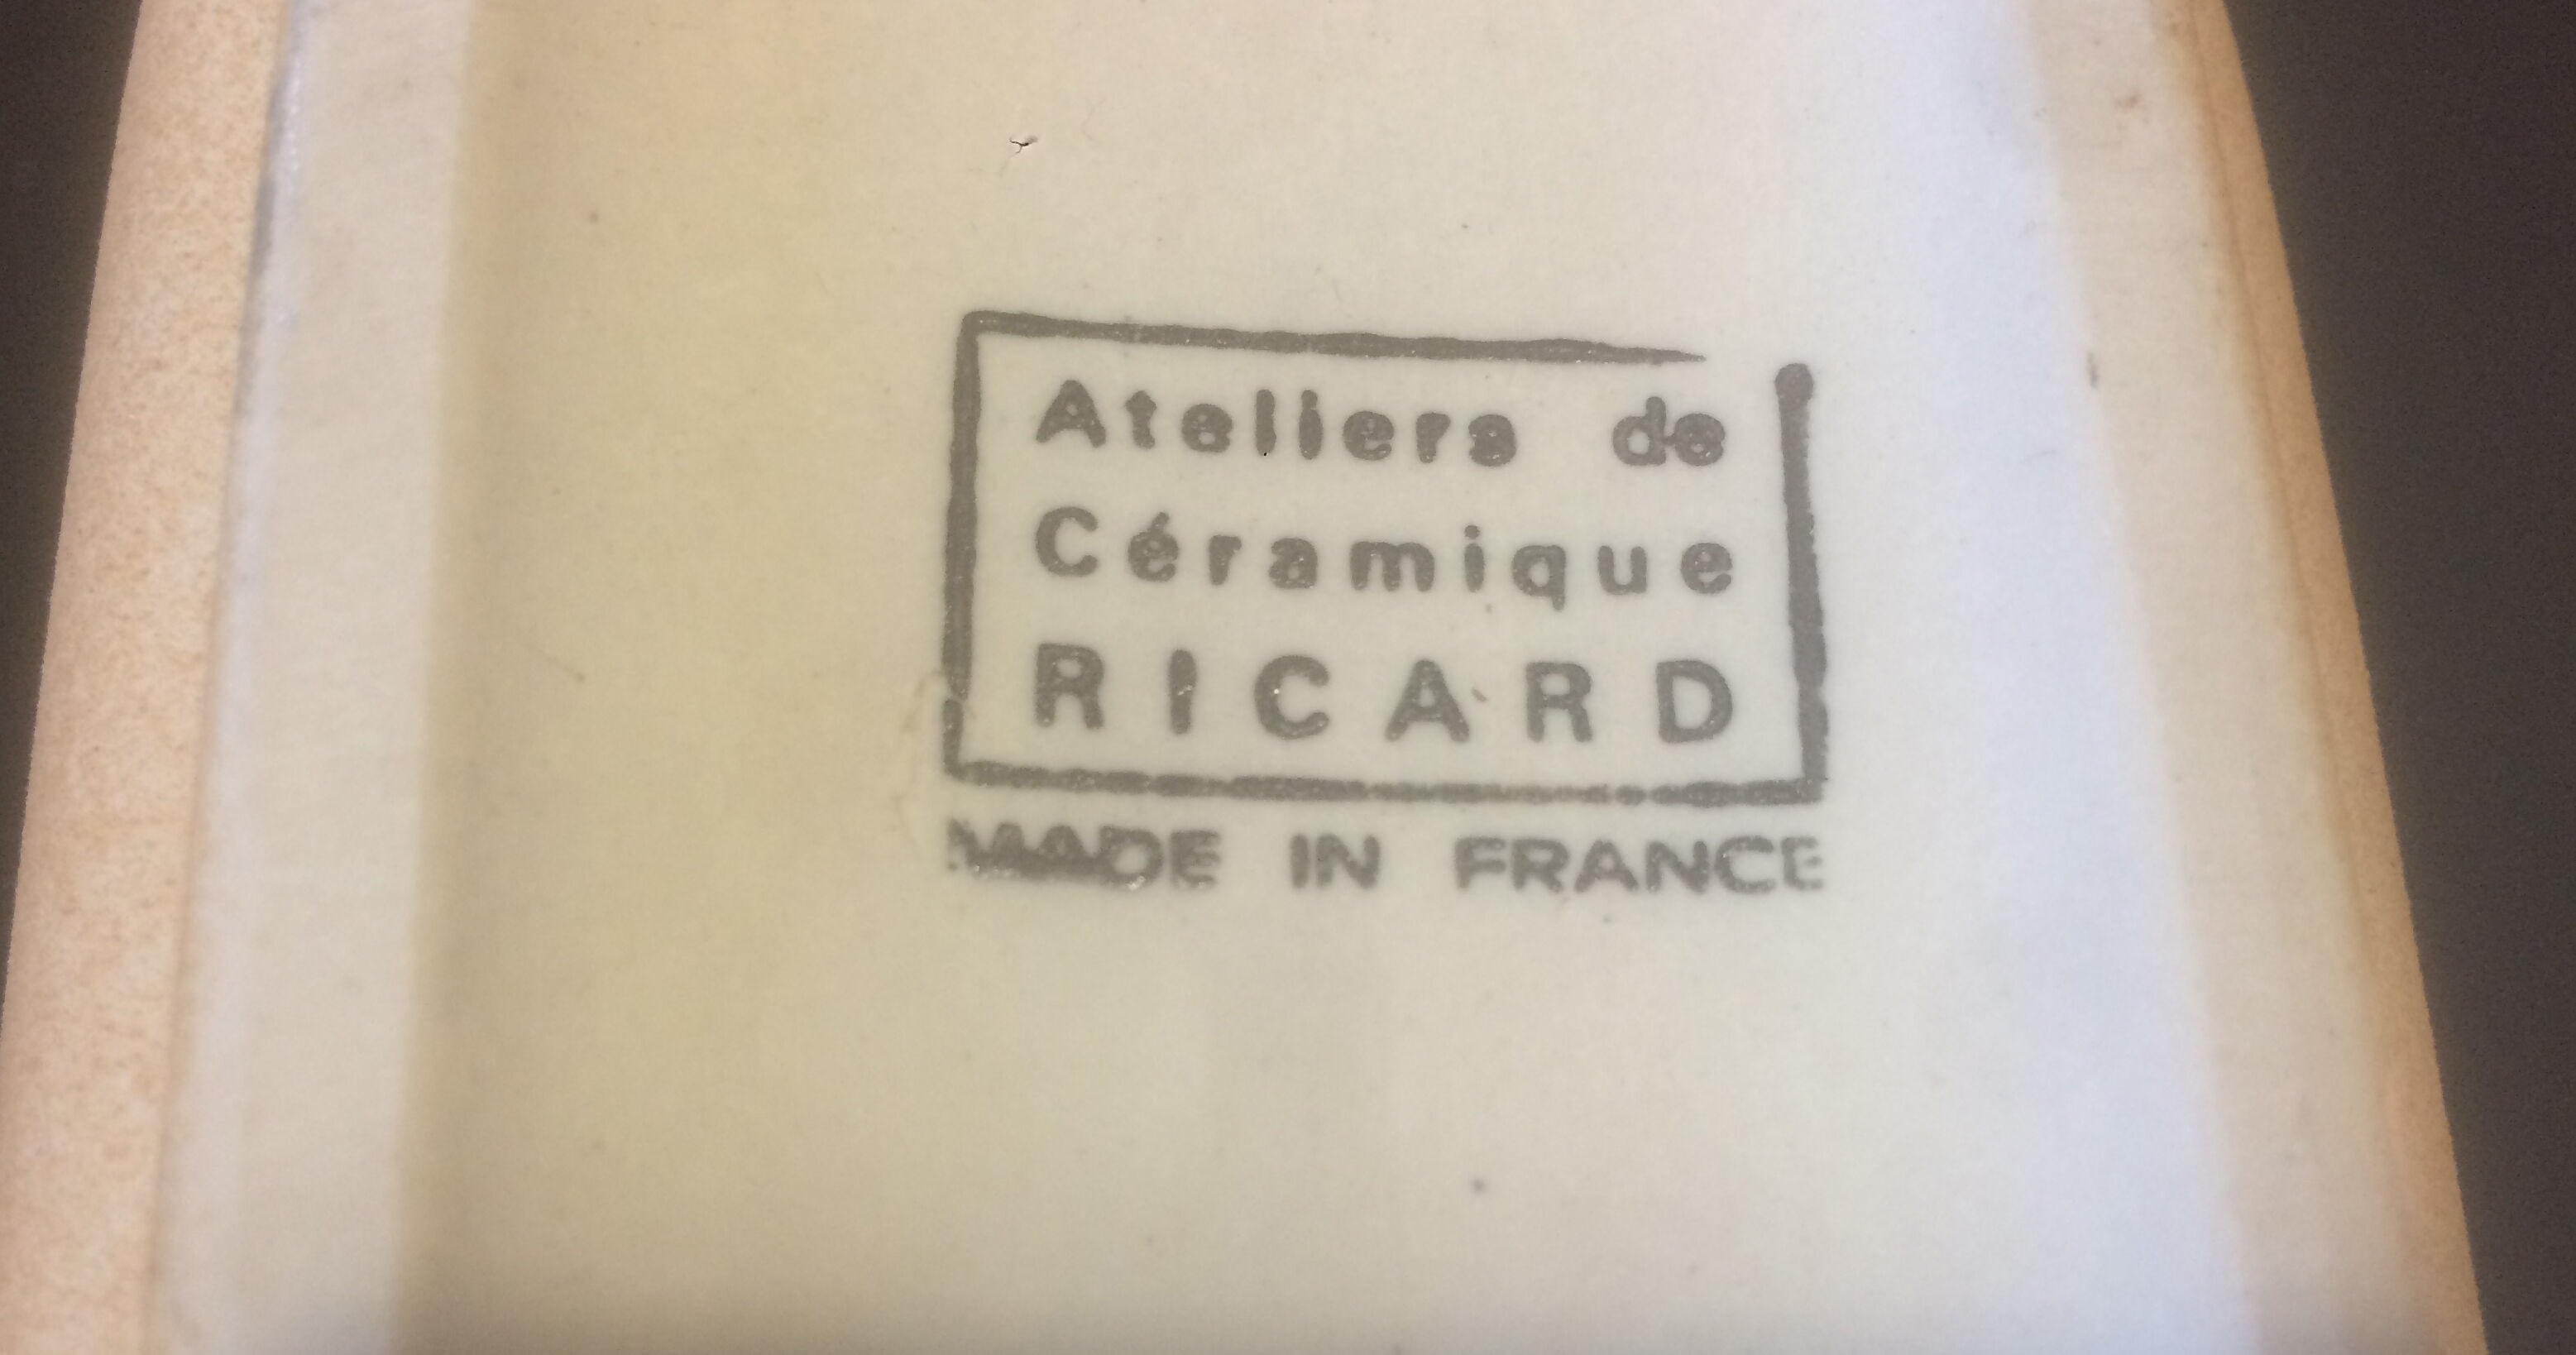 Ateliers de
Céramique
RICARD
MADE IN FRANCE